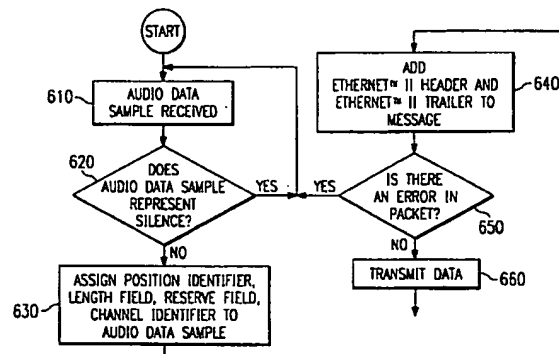 START
610
AUDIO DATA
SAMPLE RECEIVED
620
DOES
AUDIO DATA SAMPLE
REPRESENT
SILENCE?
YES
NO
630
ASSIGN POSITION IDENTIFIER,
LENGTH FIELD, RESERVE FIELD,
CHANNEL IDENTIFIER TO
AUDIO DATA SAMPLE
ADD
ETHERNET™ II HEADER AND
ETHERNET™ II TRAILER TO
MESSAGE
640
YES
IS THERE
AN ERROR IN
PACKET?
650
NO
TRANSMIT DATA
660